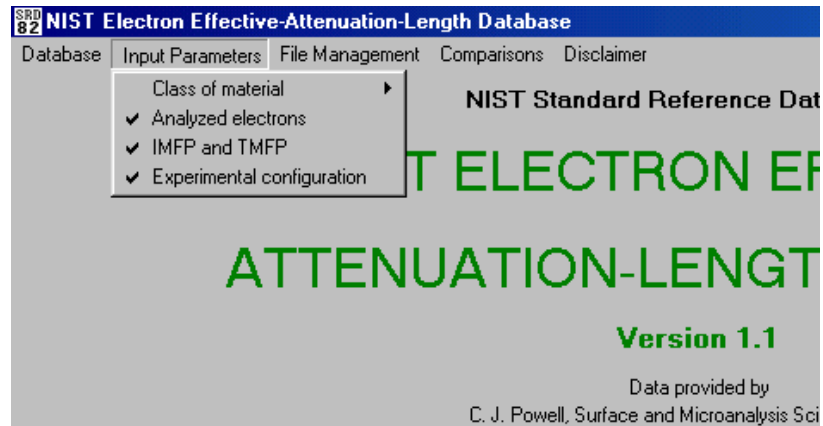 SRD 82 NIST Electron Effective-Attenuation-Length Database
Database Input Parameters File Management Comparisons Disclaimer
Class of material
Analyzed electrons
IMFP and TMFP
Experimental configuration
NIST Standard Reference Dat
T ELECTRON EF
ATTENUATION-LENGT
Version 1.1
Data provided by
C. J. Powell, Surface and Microanalysis Sci